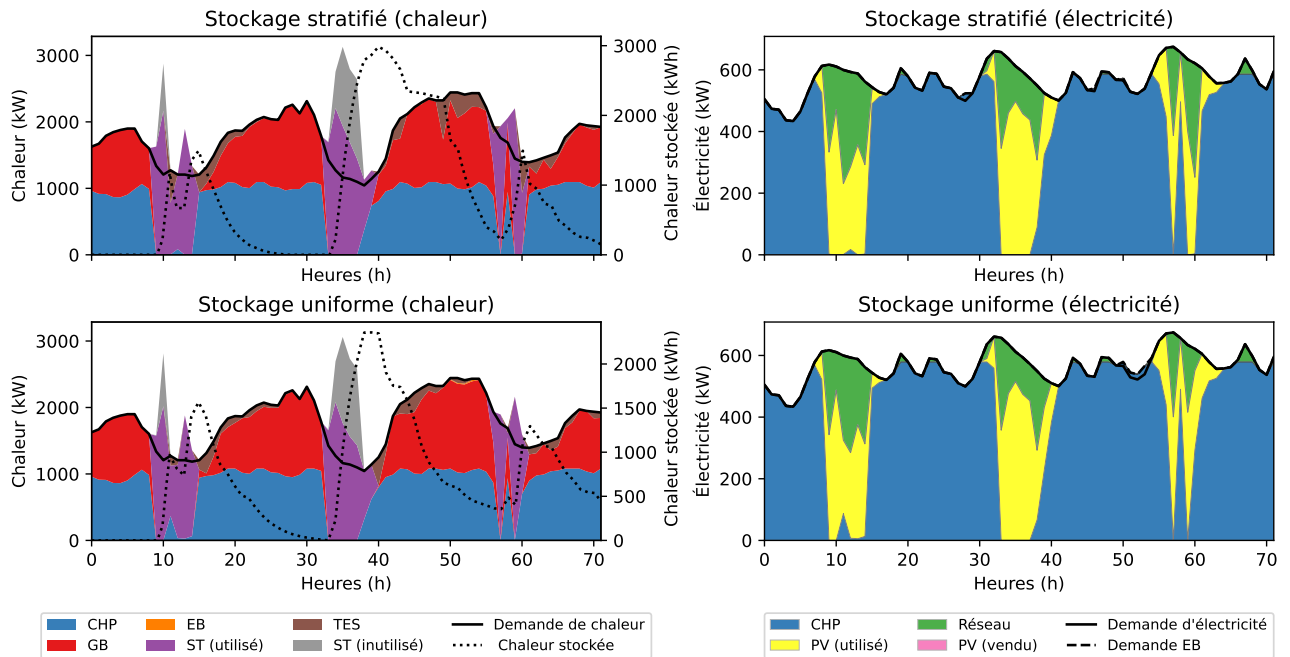 Stockage stratifié (chaleur)
Stockage stratifié (électricité)
Chaleur (kW)
3000
2000
1000
0
3000
2000
1000
0
Chaleur stockée (kWh)
Heures (h)
Électricité (kW)
600
400
200
0
Heures (h)
Stockage uniforme (chaleur)
Stockage uniforme (électricité)
Chaleur (kW)
3000
2000
1000
0
2000
1500
1000
500
0
Chaleur stockée (kWh)
0 10 20 30 40 50 60 70
Heures (h)
Électricité (kW)
600
400
200
0
0 10 20 30 40 50 60 70
Heures (h)
CHP EB TES Demande de chaleur
GB ST (utilisé) ST (inutilisé) Chaleur stockée
CHP Réseau Demande d'électricité
PV (utilisé) PV (vendu) Demande EB